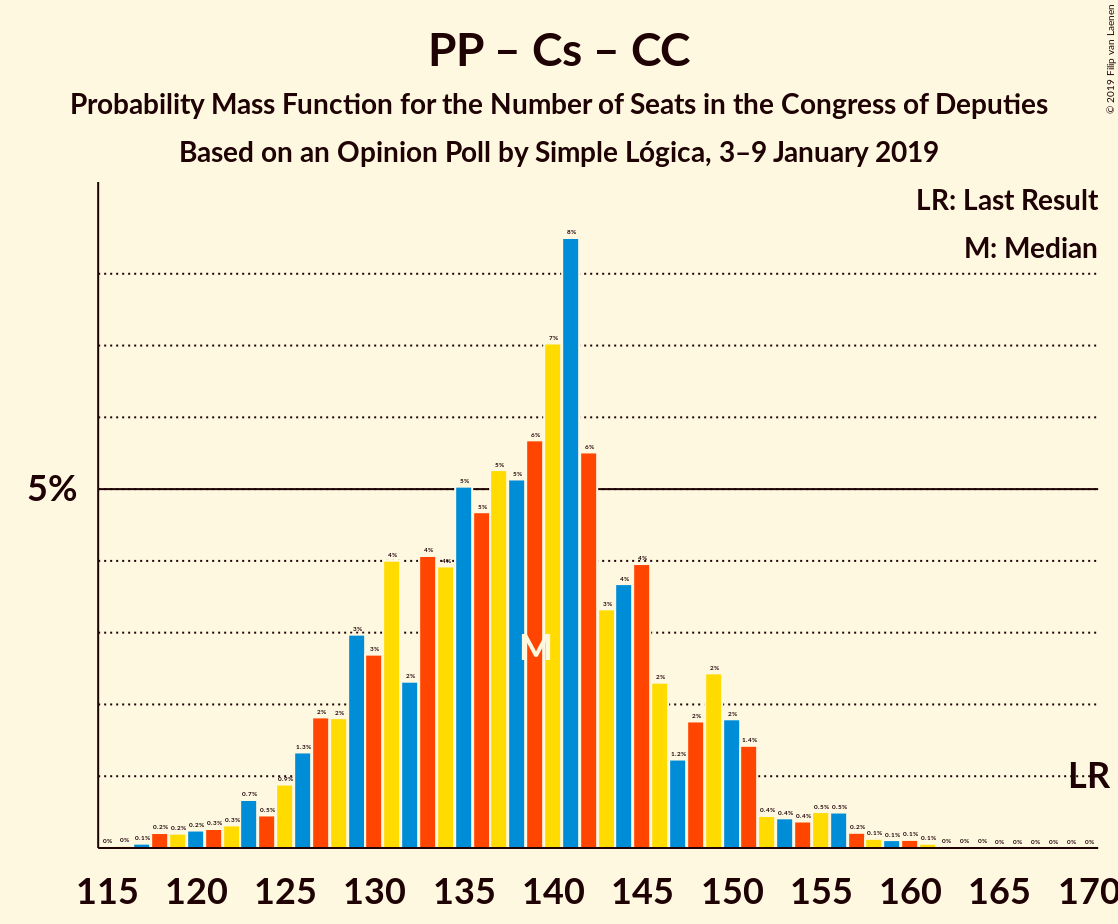 PP – Cs – CC
Probability Mass Function for the Number of Seats in the Congress of Deputies
Based on an Opinion Poll by Simple Lógica, 3–9 January 2019
© 2019 Filip van Laenen
LR: Last Result
M: Median
5%
0% 0% 0.1% 0.2% 0.2% 0.2% 0.3% 0.3% 0.7% 0.5% 0.9% 1.3% 2% 2% 3% 3% 4% 2% 4% 4% 5% 5% 5% 5% 6% 7% 8% 6% 3% 4% 4% 2% 1.2% 2% 2% 2% 1.4% 0.4% 0.4% 0.4% 0.5% 0.5% 0.2% 0.1% 0.1% 0.1% 0.1% 0% 0% 0% 0% 0% 0% 0% 0% 0%
M
LR
115 120 125 130 135 140 145 150 155 160 165 170